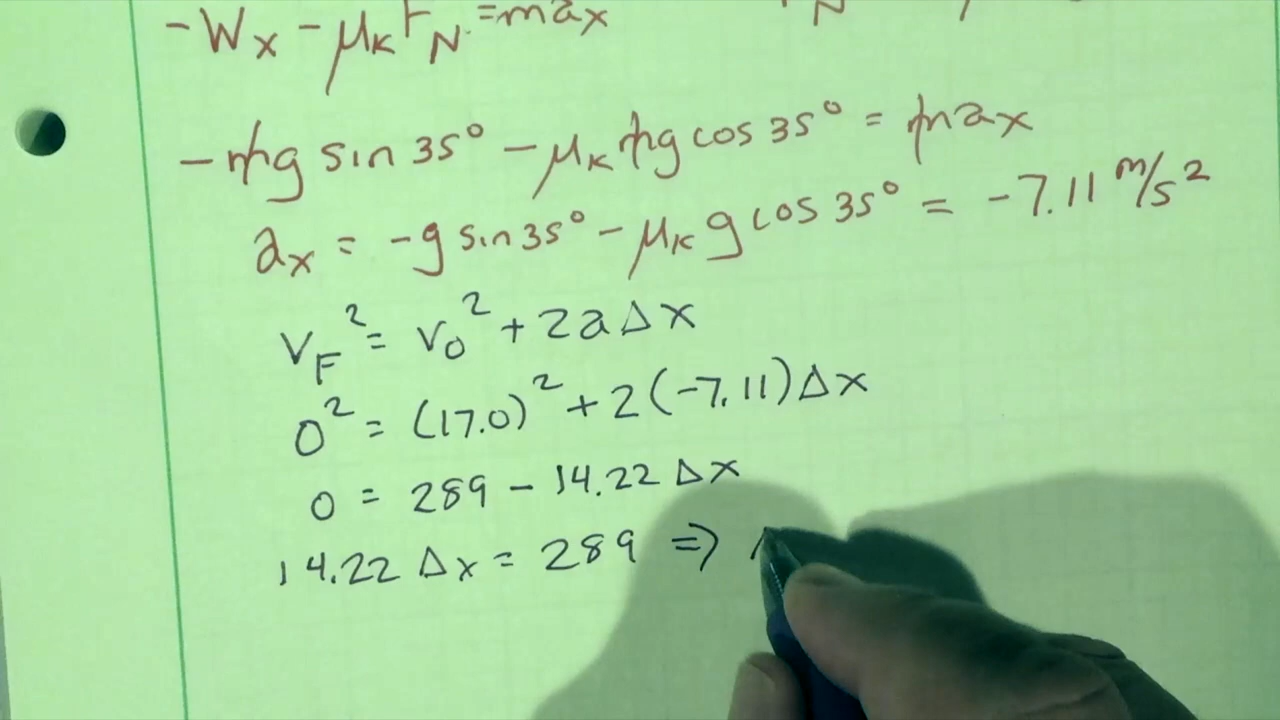 -Wx - μK FN = max N
-mg sin 35° - μK mg cos 35° = max
ax = -g sin 35° - μK g cos 35° = -7.11 m/s²
VF² = V0² + 2aΔx
0² = (17.0)² + 2(-7.11)Δx
0 = 289 - 14.22 Δx
14.22 Δx = 289 ⇒